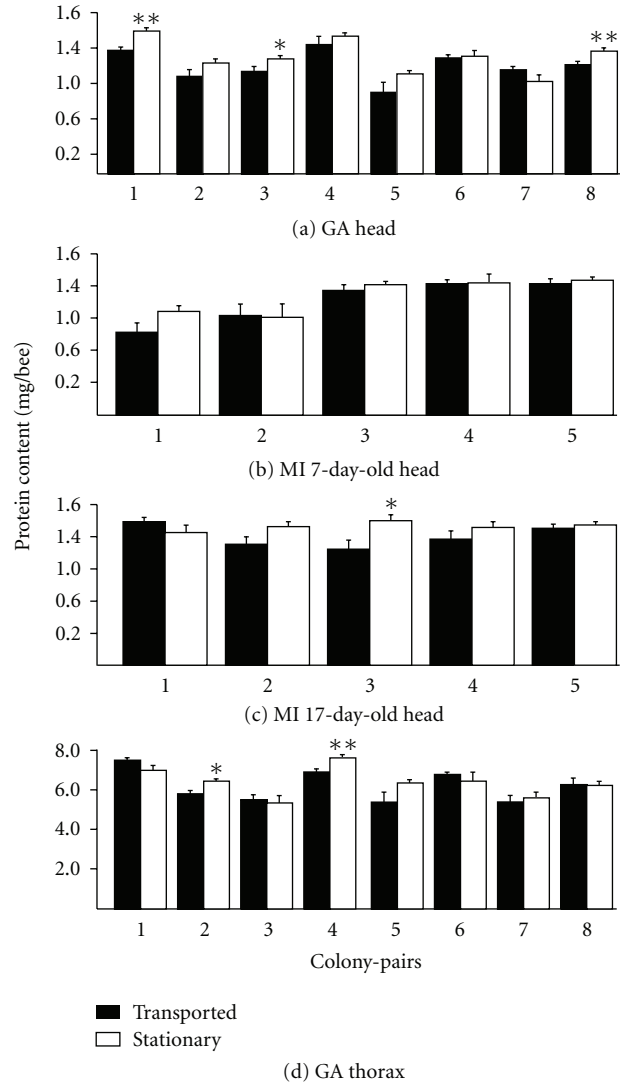 Protein content (mg/bee)
1.6
1.4
1.0
0.6
0.2
** * **
1 2 3 4 5 6 7 8
(a) GA head
1.6
1.4
1.0
0.6
0.2
1 2 3 4 5
(b) MI 7-day-old head
1.6
1.4
1.0
0.6
0.2
*
1 2 3 4 5
(c) MI 17-day-old head
8.0
6.0
4.0
2.0
* **
1 2 3 4 5 6 7 8
Colony-pairs
Transported
Stationary
(d) GA thorax